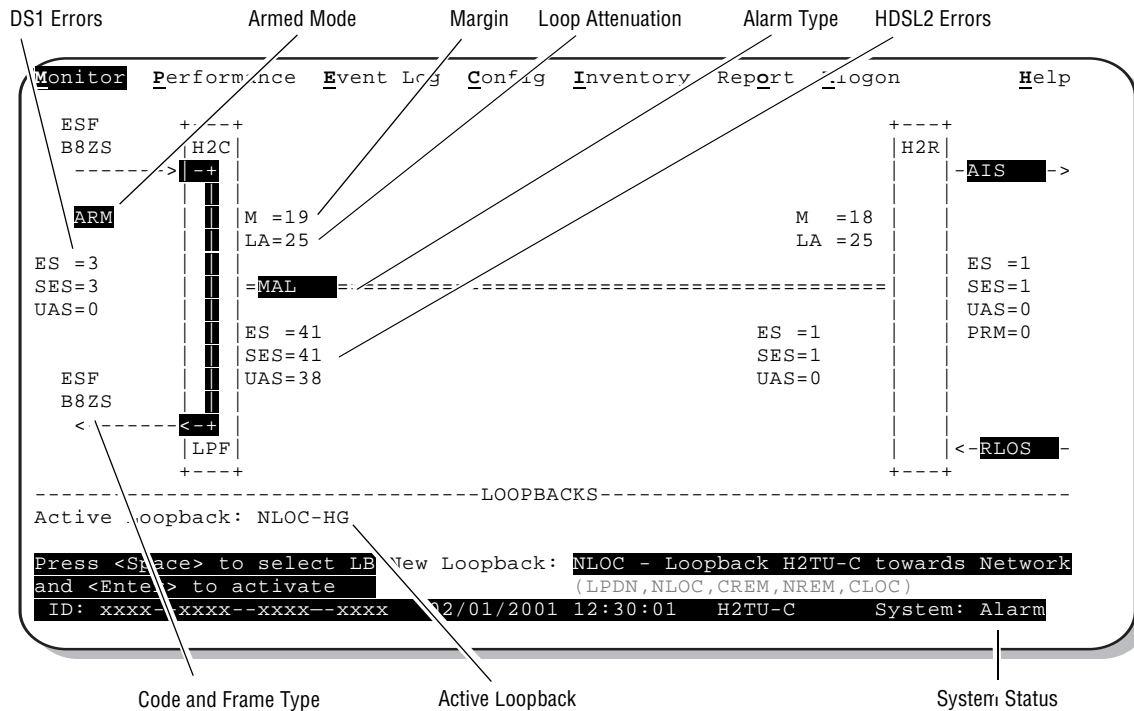 DS1 Errors Armed Mode Margin Loop Attenuation Alarm Type HDSL2 Errors
Monitor Performance Event Log Config Inventory Report Xlogon Help
ESF +---+ +---+
B8ZS |H2C| |H2R|
------->|-+ -AIS ->
ARM M =19 M =18
LA=25 LA =25
ES =3 ES =1
SES=3 =MAL =============================== SES=1
UAS=0 UAS=0
ES =41 ES =1 PRM=0
SES=41 SES=1
ESF UAS=38 UAS=0
B8ZS
<-------<-+
|LPF| <-RLOS -
+---+ +---+
----------------------------------LOOPBACKS------------------------------------
Active Loopback: NLOC-HG
Press <Space> to select LB New Loopback: NLOC - Loopback H2TU-C towards Network
and <Enter> to activate (LPDN,NLOC,CREM,NREM,CLOC)
ID: xxxx--xxxx--xxxx--xxxx 02/01/2001 12:30:01 H2TU-C System: Alarm
Code and Frame Type Active Loopback System Status